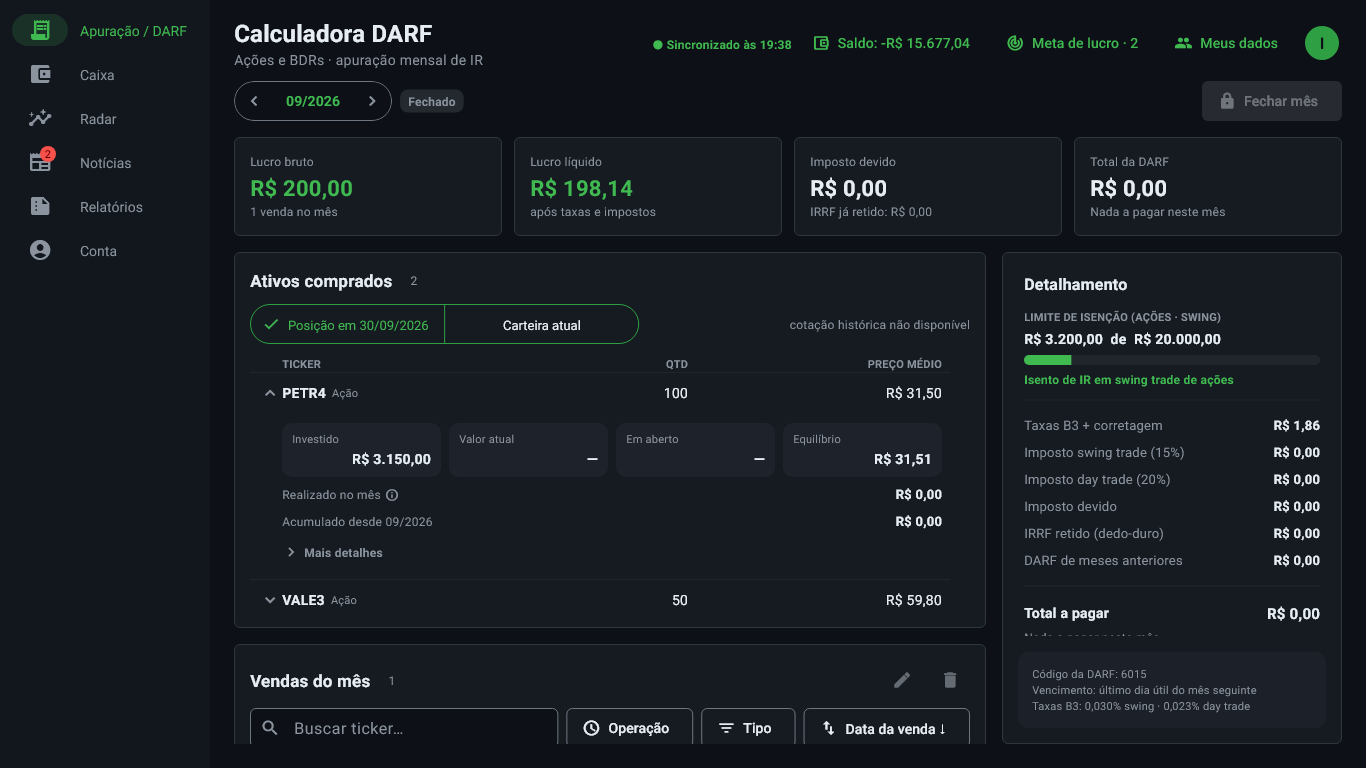 Apuração / DARF
Caixa
Radar
2
Notícias
Relatórios
Conta
Calculadora DARF
Ações e BDRs · apuração mensal de IR
Sincronizado às 19:38
Saldo: -R$ 15.677,04
Meta de lucro · 2
Meus dados
I
09/2026
Fechado
Fechar mês
Lucro bruto
R$ 200,00
1 venda no mês
Lucro líquido
R$ 198,14
após taxas e impostos
Imposto devido
R$ 0,00
IRRF já retido: R$ 0,00
Total da DARF
R$ 0,00
Nada a pagar neste mês
Ativos comprados 2
Posição em 30/09/2026
Carteira atual
cotação histórica não disponível
TICKER QTD PREÇO MÉDIO
PETR4 Ação 100 R$ 31,50
Investido
R$ 3.150,00
Valor atual
—
Em aberto
—
Equilíbrio
R$ 31,51
Realizado no mês R$ 0,00
Acumulado desde 09/2026 R$ 0,00
Mais detalhes
VALE3 Ação 50 R$ 59,80
Vendas do mês 1
Buscar ticker...
Operação
Tipo
Data da venda ↓
Detalhamento
LIMITE DE ISENÇÃO (AÇÕES · SWING)
R$ 3.200,00 de R$ 20.000,00
Isento de IR em swing trade de ações
Taxas B3 + corretagem R$ 1,86
Imposto swing trade (15%) R$ 0,00
Imposto day trade (20%) R$ 0,00
Imposto devido R$ 0,00
IRRF retido (dedo-duro) R$ 0,00
DARF de meses anteriores R$ 0,00
Total a pagar R$ 0,00
Código da DARF: 6015
Vencimento: último dia útil do mês seguinte
Taxas B3: 0,030% swing · 0,023% day trade